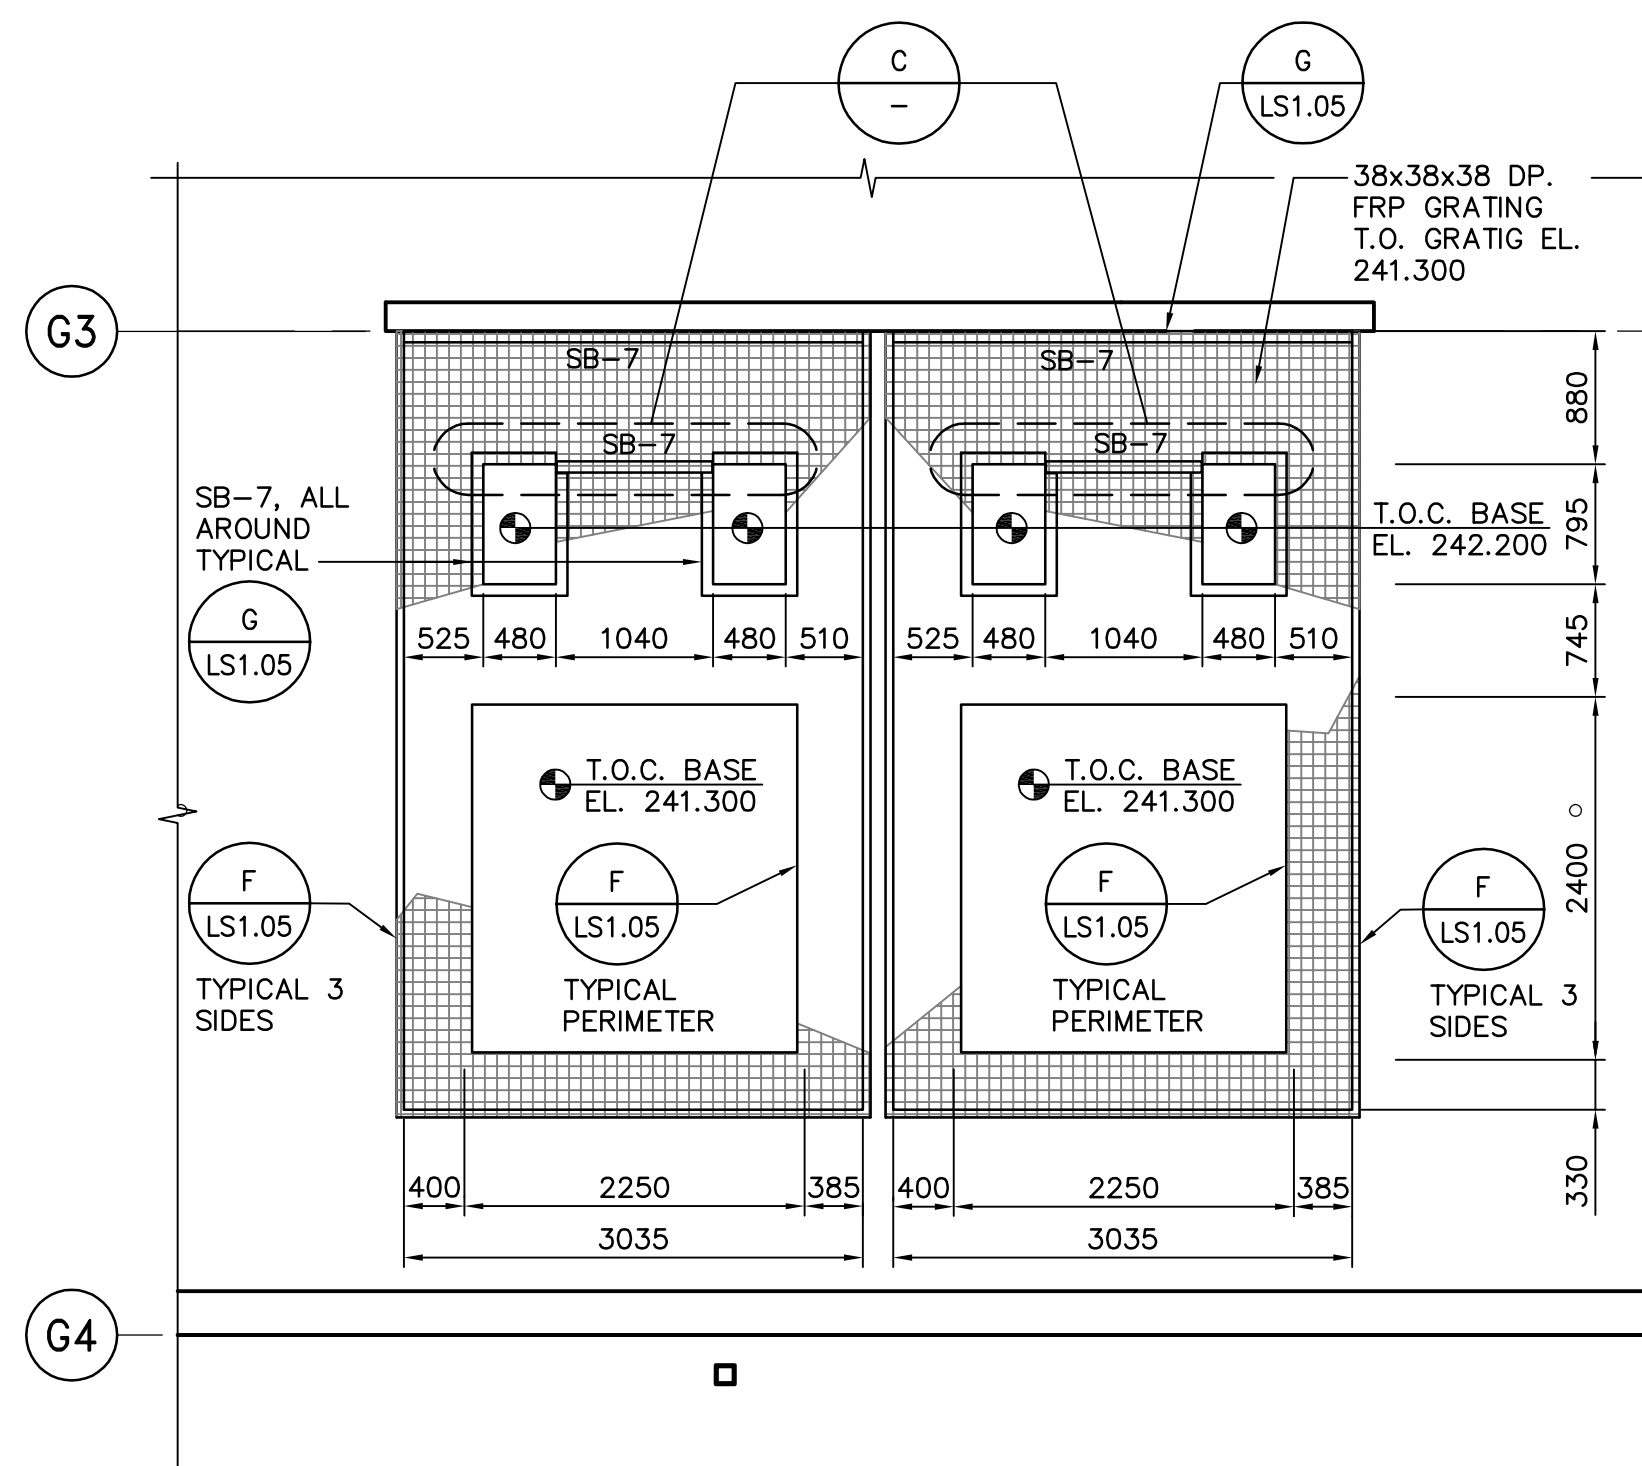 C
–
G
LS1.05
38x38x38 DP.
FRP GRATING
T.O. GRATIG EL.
241.300
G3
SB-7
SB-7
880
SB-7
SB-7
SB-7, ALL
AROUND
TYPICAL
T.O.C. BASE
EL. 242.200
795
G
LS1.05
525
480
1040
480
510
525
480
1040
480
510
745
T.O.C. BASE
EL. 241.300
T.O.C. BASE
EL. 241.300
2400
F
LS1.05
TYPICAL 3
SIDES
F
LS1.05
TYPICAL
PERIMETER
F
LS1.05
TYPICAL
PERIMETER
F
LS1.05
TYPICAL 3
SIDES
400
2250
385
400
2250
385
330
3035
3035
G4